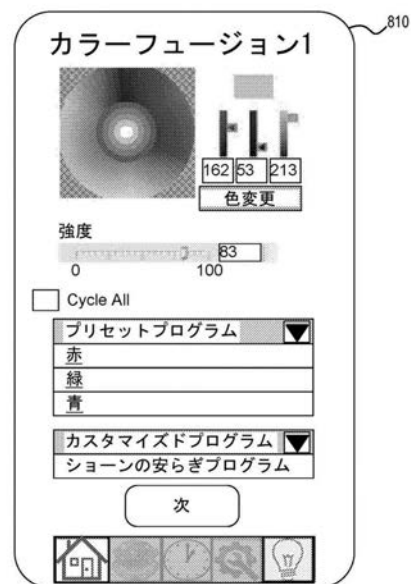 810
カラーフュージョン1
162 53 213
色変更
強度
83
0 100
Cycle All
プリセットプログラム
赤
緑
青
カスタマイズドプログラム
ショーンの安らぎプログラム
次